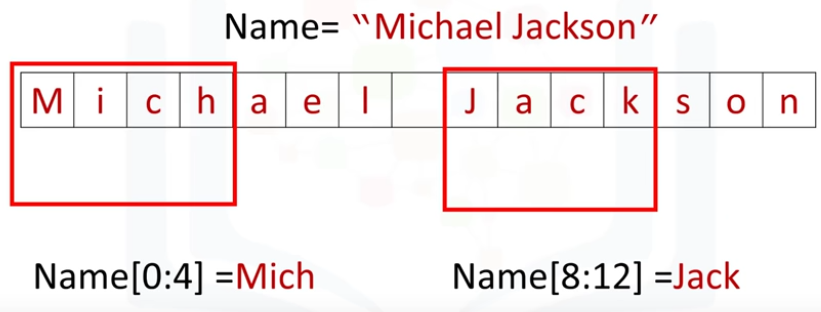 Name= “Michael Jackson”
M i c h a e l J a c k s o n
Name[0:4] =Mich
Name[8:12] =Jack